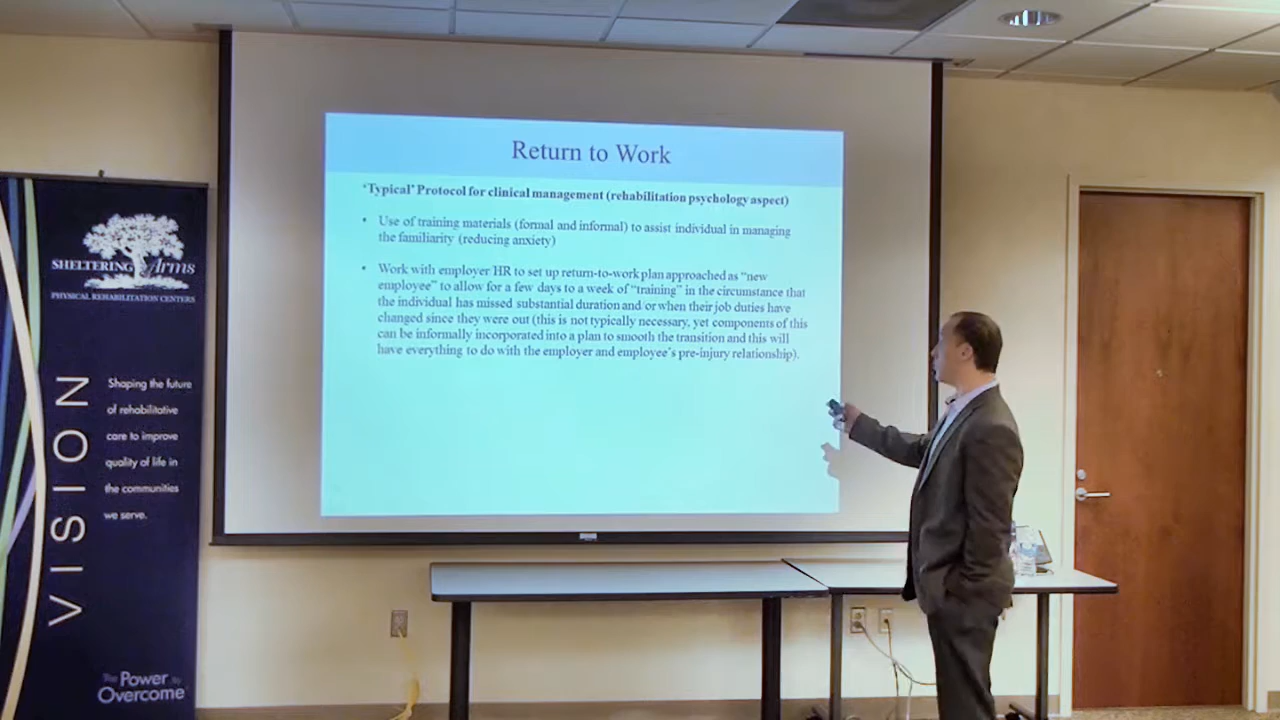 Return to Work
‘Typical’ Protocol for clinical management (rehabilitation psychology aspect)
• Use of training materials (formal and informal) to assist individual in managing
the familiarity (reducing anxiety)
• Work with employer HR to set up return-to-work plan approached as “new
employee” to allow for a few days to a week of “training” in the circumstance that
the individual has missed substantial duration and/or when their job duties have
changed since they were out (this is not typically necessary, yet components of this
can be informally incorporated into a plan to smooth the transition and this will
have everything to do with the employer and employee’s pre-injury relationship).
SHELTERING Arms
PHYSICAL REHABILITATION CENTERS
VISION
Shaping the future
of rehabilitative
care to improve
quality of life in
the communities
we serve.
The Power to
Overcome